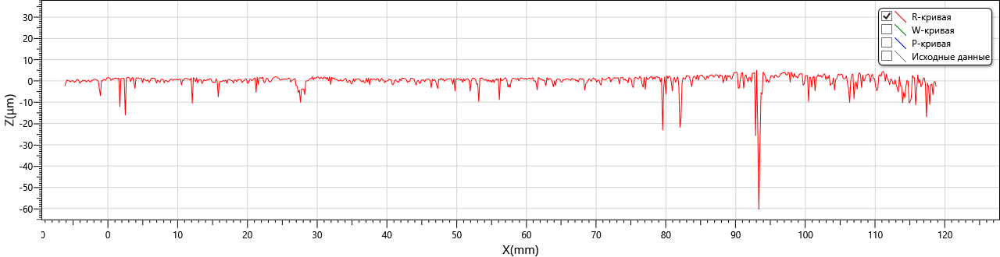 R-кривая
W-кривая
P-кривая
Исходные данные
Z(µm)
30
20
10
0
-10
-20
-30
-40
-50
-60
0 0 10 20 30 40 50 60 70 80 90 100 110 120
X(mm)